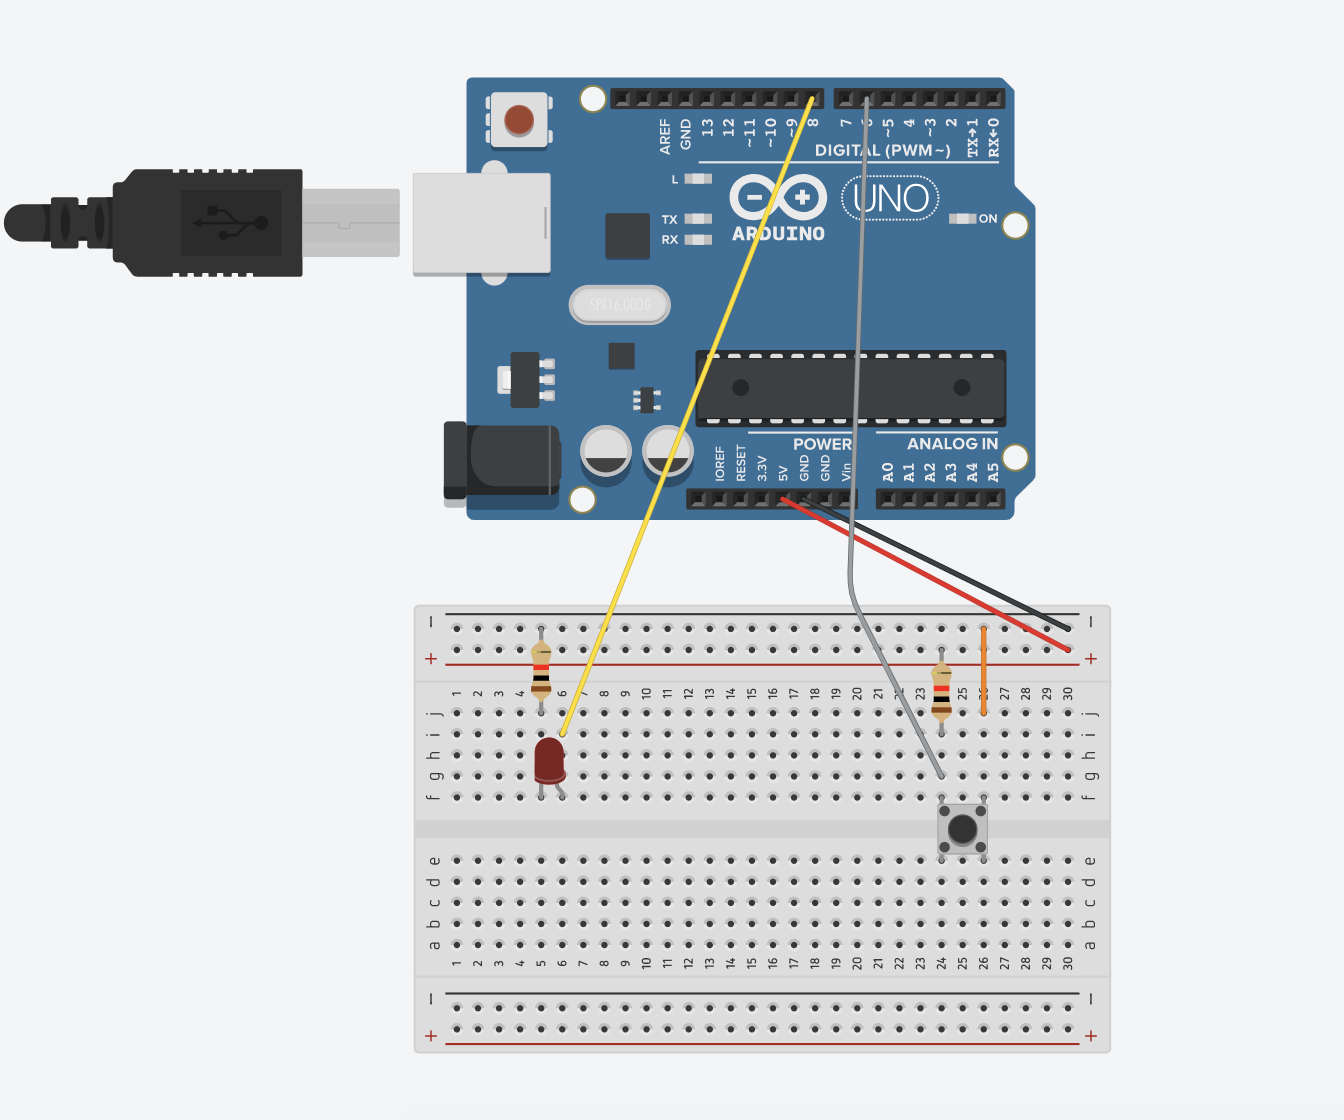 AREF
GND
13
12
~11
~10
~9
8
7
6
~5
4
~3
2
TX→1
RX←0
DIGITAL (PWM~)
L
TX
RX
ARDUINO
UNO
ON
SPK16.000G
IOREF
RESET
3.3V
5V
GND
GND
Vin
POWER
ANALOG IN
A0
A1
A2
A3
A4
A5
− −
+ +
1 2 3 4 5 6 7 8 9 10 11 12 13 14 15 16 17 18 19 20 21 22 23 24 25 26 27 28 29 30
j j
i i
h h
g g
f f
e e
d d
c c
b b
a a
1 2 3 4 5 6 7 8 9 10 11 12 13 14 15 16 17 18 19 20 21 22 23 24 25 26 27 28 29 30
− −
+ +